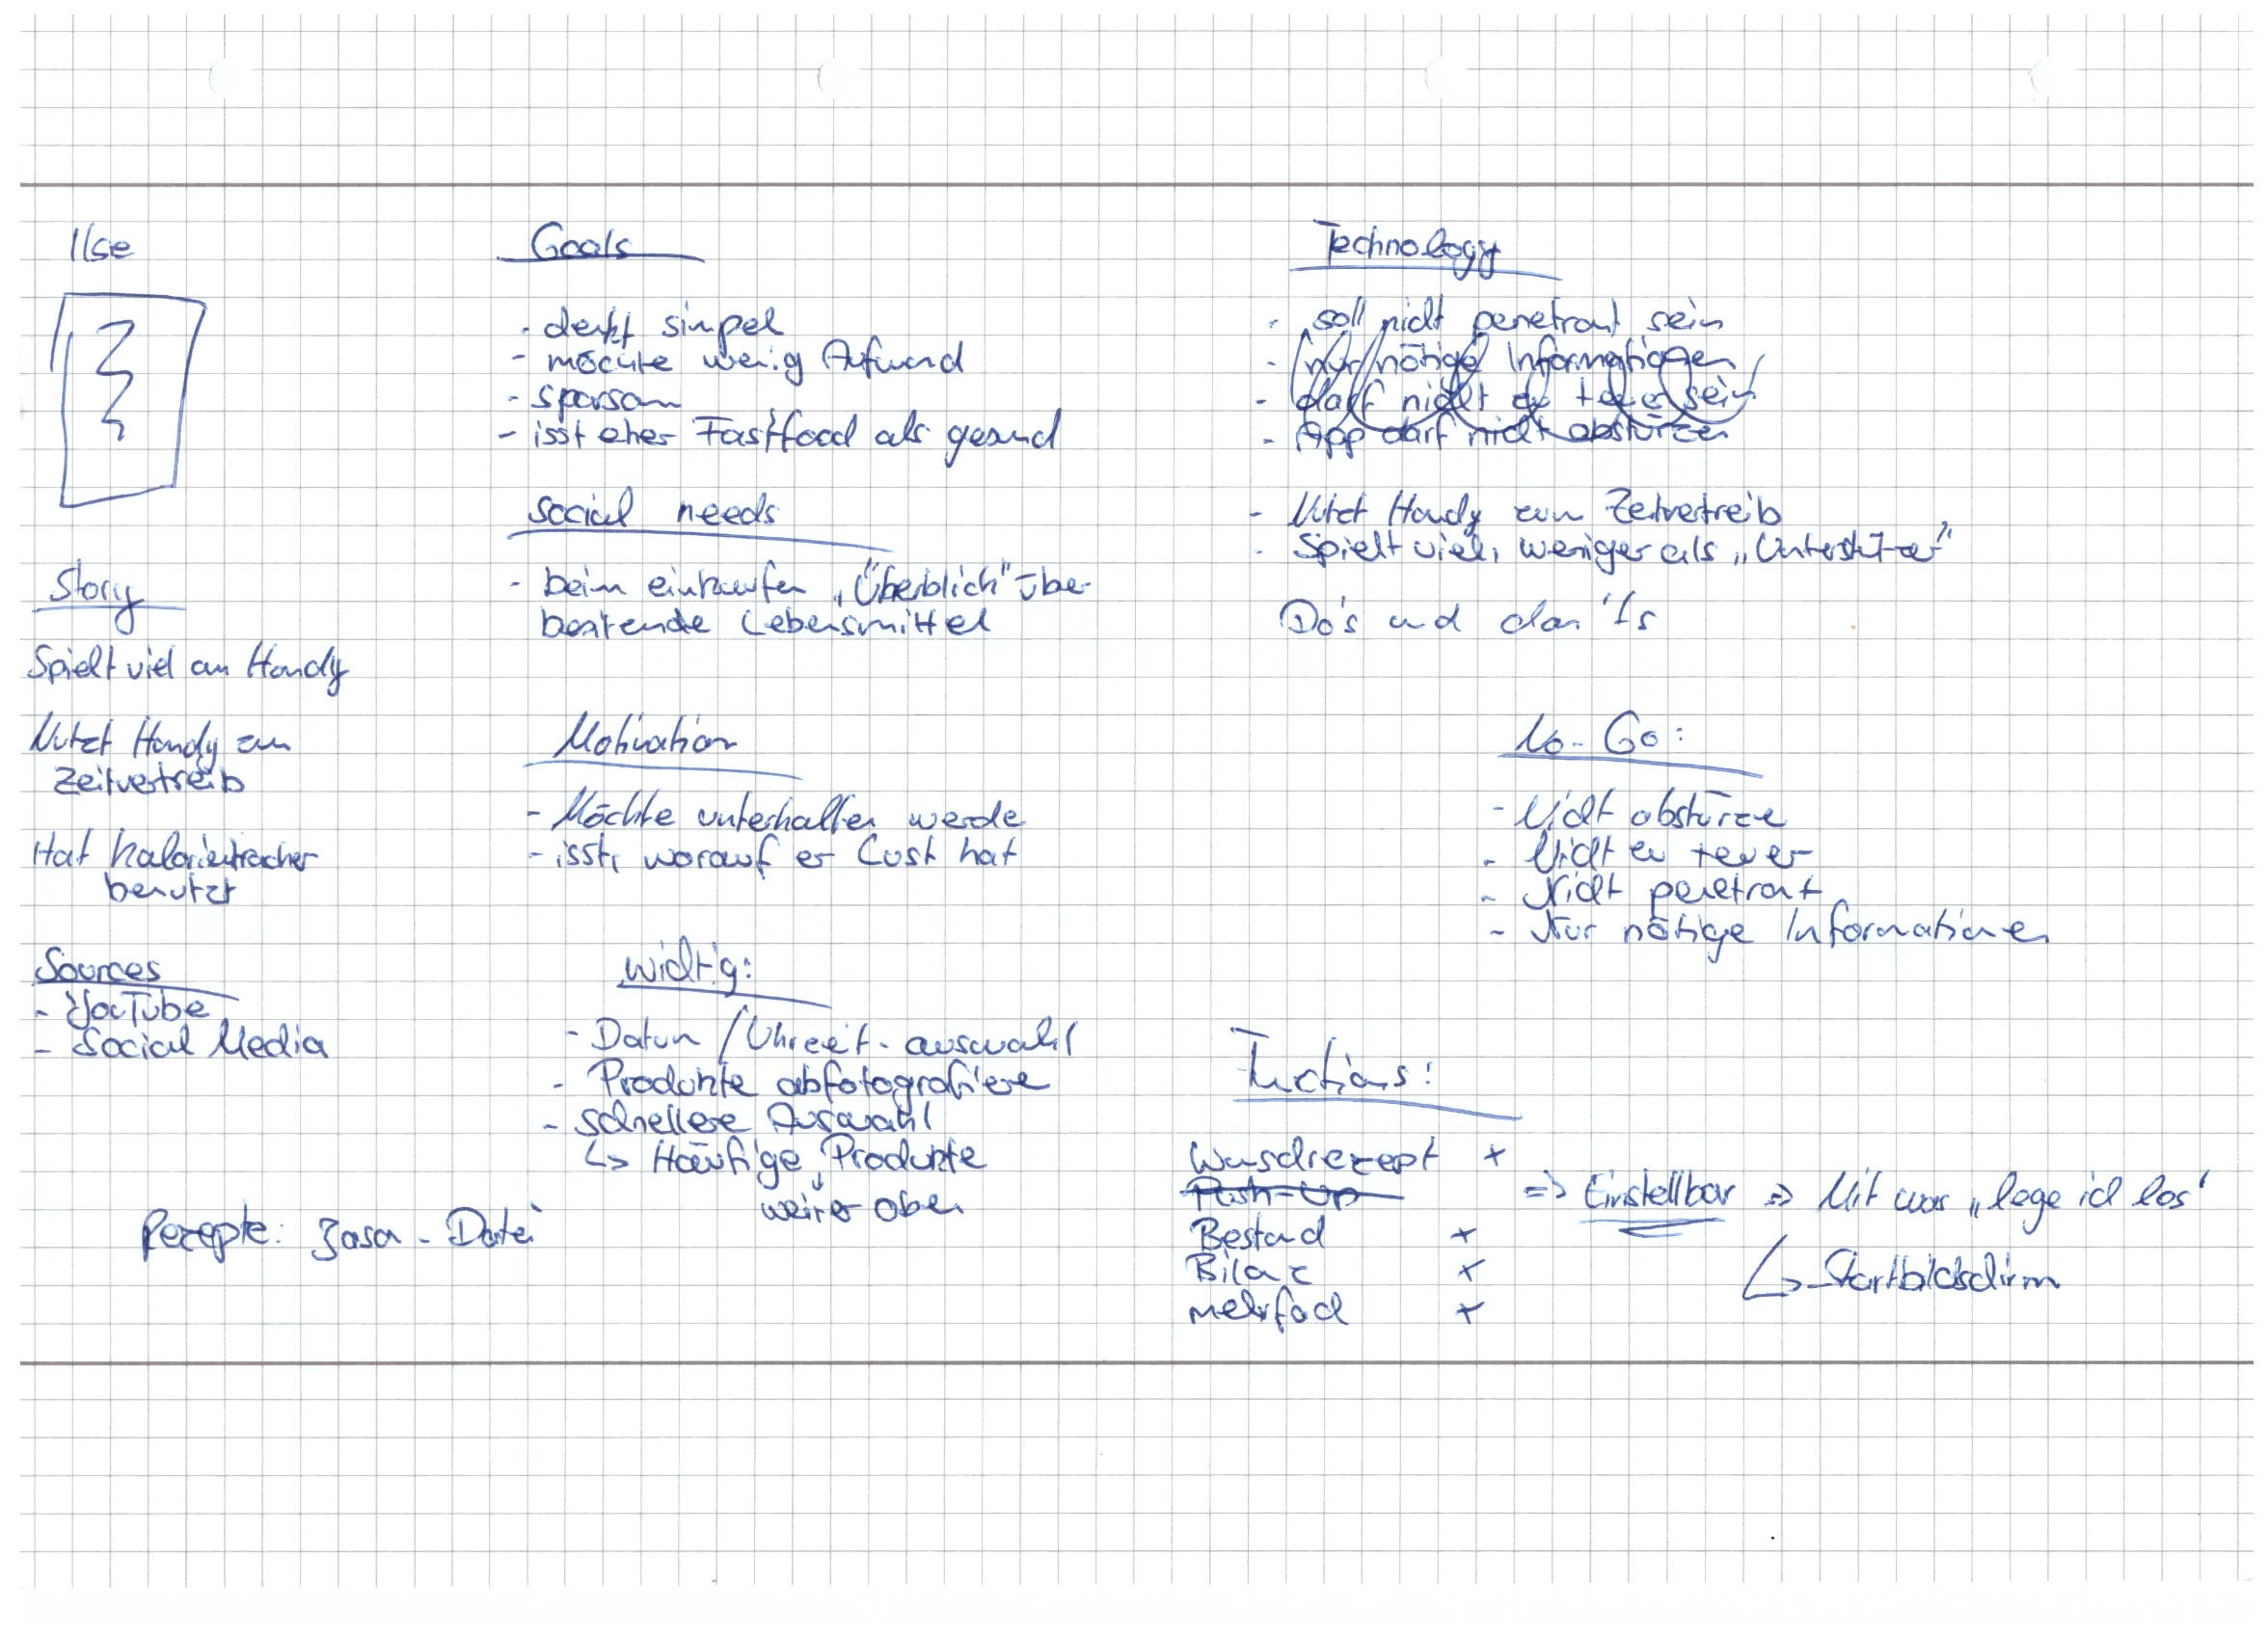 Ilse
Story
Spielt viel am Handy
Nutzt Handy zum
Zeitvertreib
Hat Kalorientracker
benutzt
Sources
- YouTube
- Social Media
Goals
- denkt simpel
- möchte wenig Aufwand
- sparsam
- isst eher Fastfood als gesund
social needs
- beim einkaufen "Überblick" über
bestehende Lebensmittel
Motivation
- Möchte unterhalten werden
- isst, worauf er Lust hat
wichtig:
- Datum / Uhrzeit-auswahl
- Produkte abfotografieren
- schnellere Auswahl
↳ Häufige Produkte
↓
weiter oben
Rezepte: Datei
Technology
- soll nicht penetrant sein
- nur nötige Informationen
- darf nicht zu teuer sein
- App darf nicht abstürzen
- Nutzt Handy zum Zeitvertreib
- Spielt viel, weniger als „Unterstützer"
Do's und don't's
No-Go:
- Nicht abstürzen
- Nicht zu teuer
- Nicht penetrant
- Nur nötige Informationen
Functions:
Wunschrezept x
Push-Up
=> Einstellbar => Mit was „lege ich los"
↳ Startbildschirm
Bestand x
Bilanz x
mehrfach x